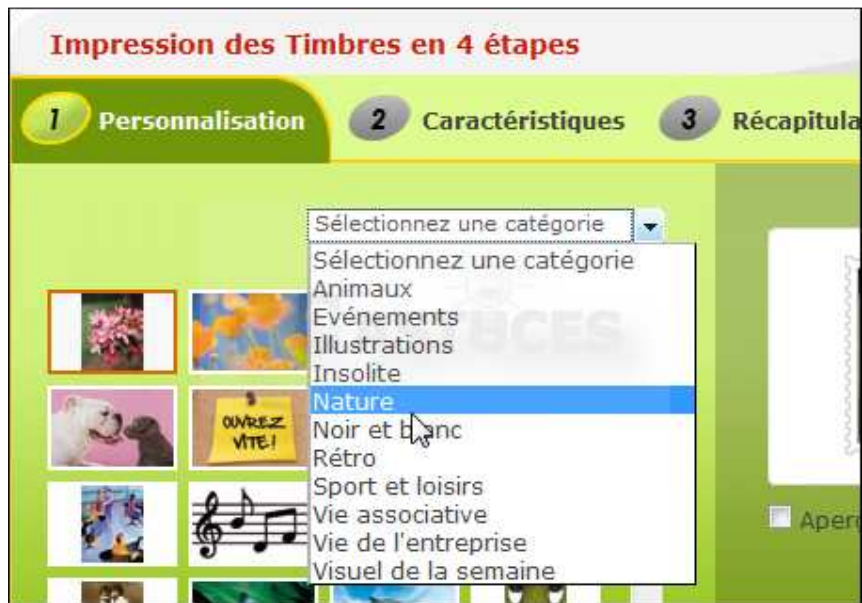 Impression des Timbres en 4 étapes
1 Personnalisation 2 Caractéristiques 3 Récapitula
Sélectionnez une catégorie
Sélectionnez une catégorie
Animaux
Evénements
Illustrations
Insolite
Nature
Noir et blanc
Rétro
Sport et loisirs
Vie associative
Vie de l'entreprise
Visuel de la semaine
OUVREZ
VITE!
ASTUCES
Aper